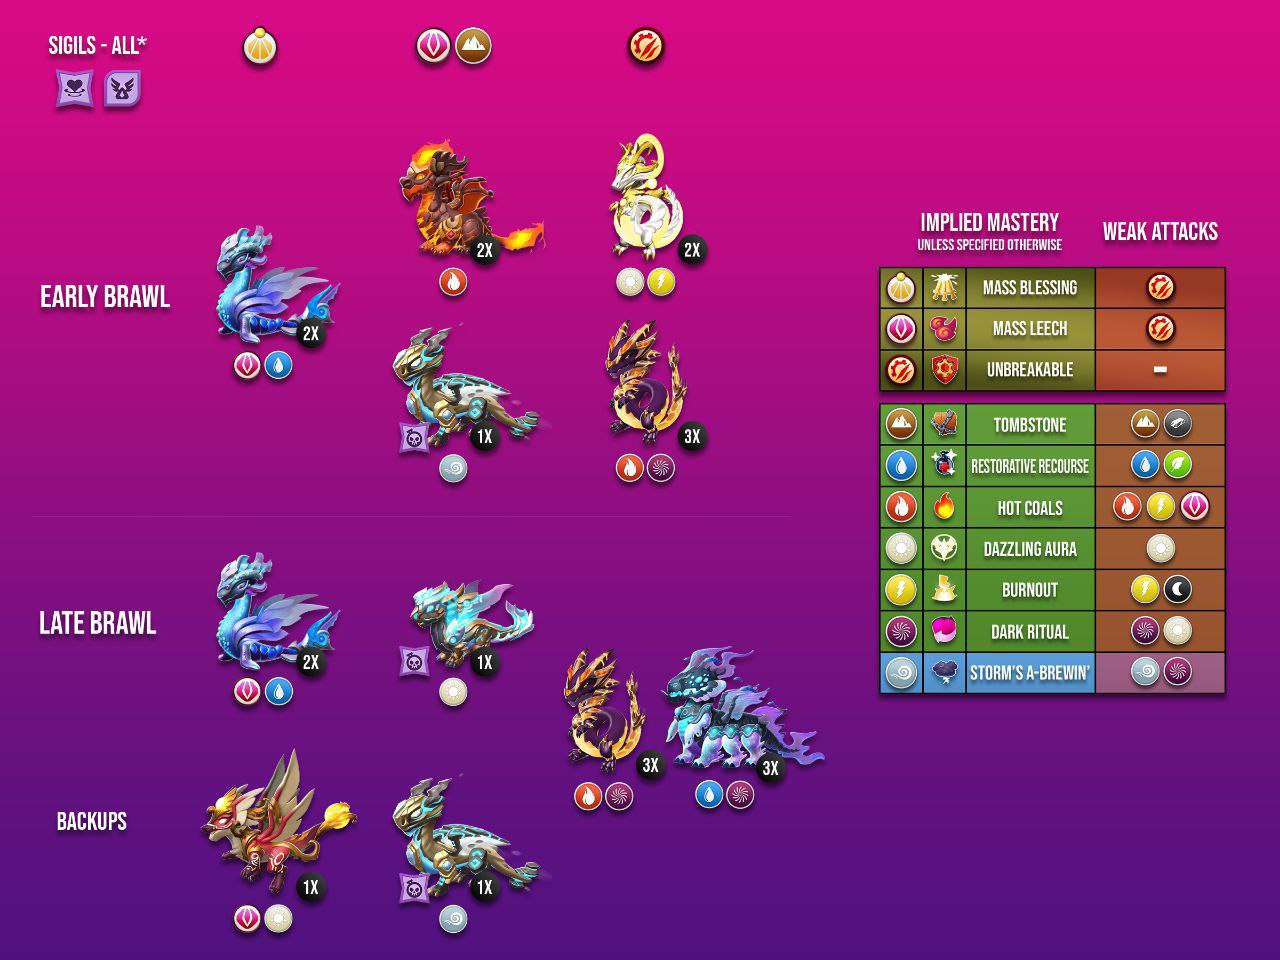 SIGILS - ALL*
EARLY BRAWL
2X
2X
2X
1X
3X
LATE BRAWL
2X
1X
3X
3X
BACKUPS
1X
1X
IMPLIED MASTERY
UNLESS SPECIFIED OTHERWISE
WEAK ATTACKS
MASS BLESSING
MASS LEECH
UNBREAKABLE
-
TOMBSTONE
RESTORATIVE RECOURSE
HOT COALS
DAZZLING AURA
BURNOUT
DARK RITUAL
STORM'S A-BREWIN'